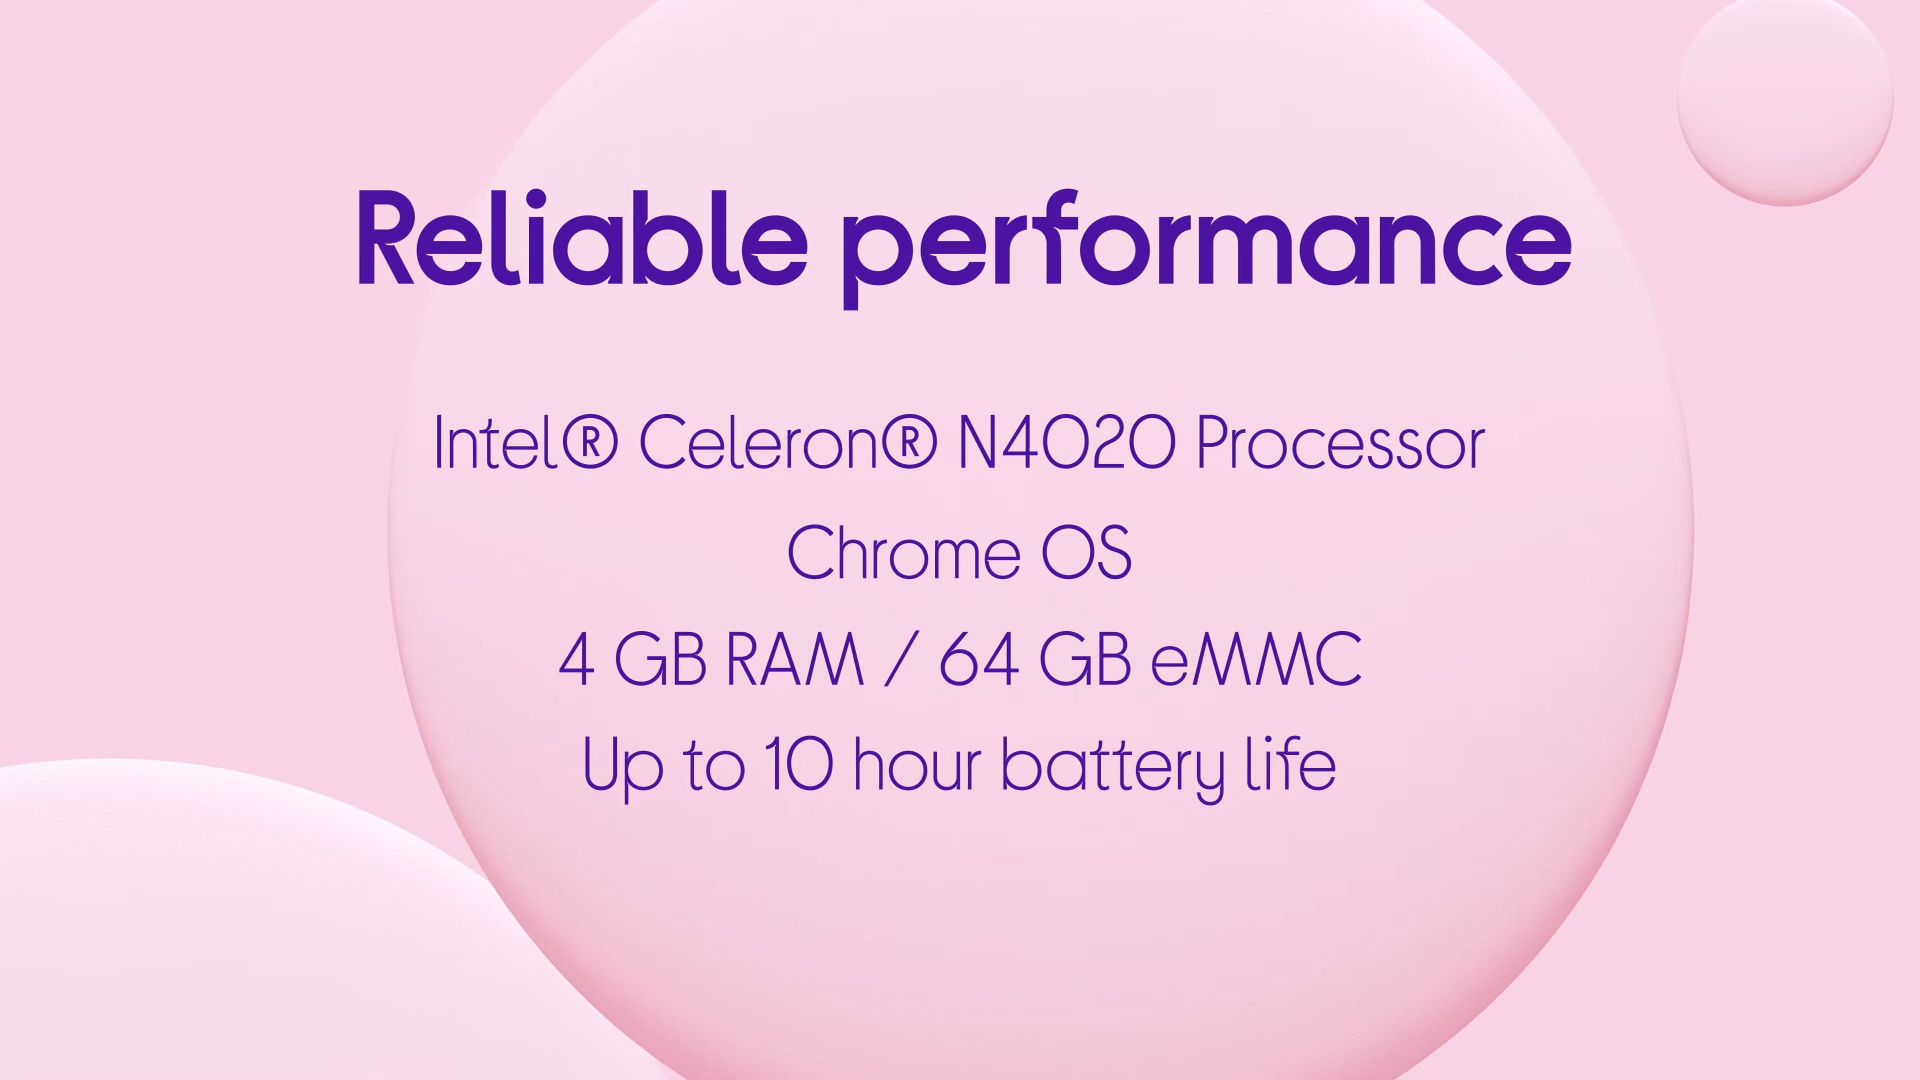 Reliable performance
Intel® Celeron® N4020 Processor
Chrome OS
4 GB RAM / 64 GB eMMC
Up to 10 hour battery life